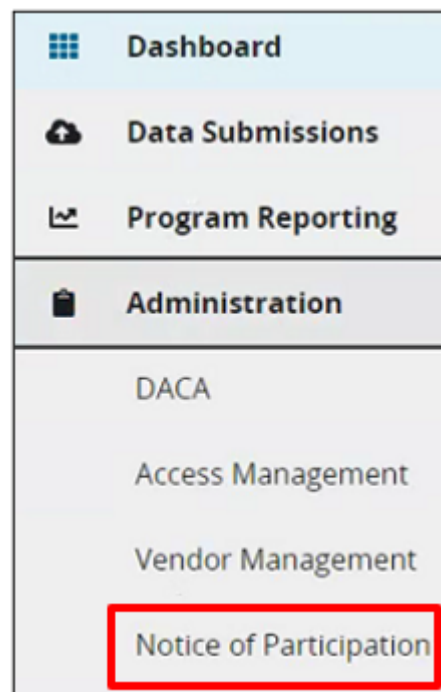 Dashboard
Data Submissions
Program Reporting
Administration
DACA
Access Management
Vendor Management
Notice of Participation